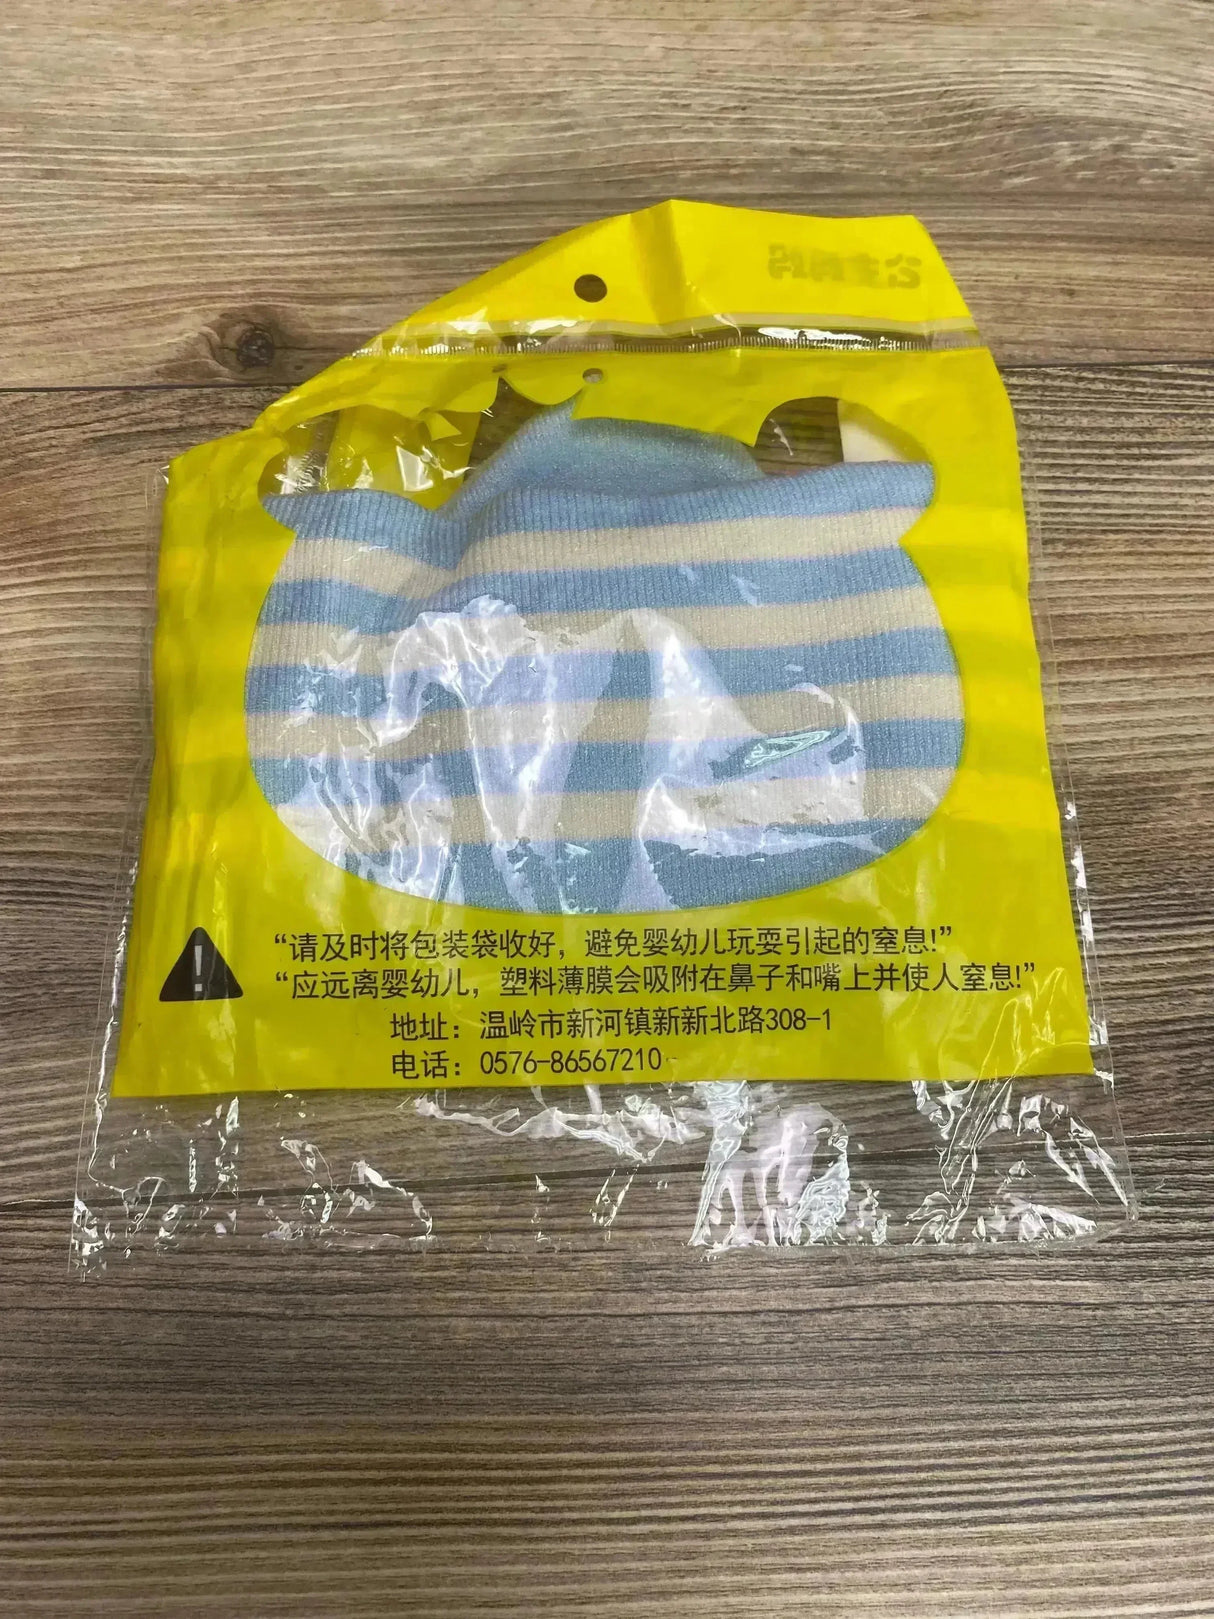 “请及时将包装袋收好，避免婴幼儿玩耍引起的窒息!”
“应远离婴幼儿，塑料薄膜会吸附在鼻子和嘴上并使人窒息!”
地址：温岭市新河镇新新北路308-1
电话：0576-86567210